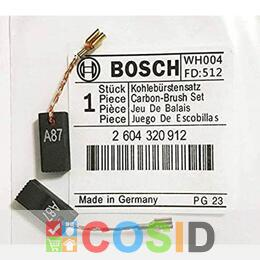 BOSCH
WH004
FD:512
1
Stück Kohlebürstensatz
Piece Carbon-Brush Set
Pièce Jeu De Balais
Pieza Juego De Escobillas
2 604 320 912
Made in Germany
PG 23
A87
A87
COSID